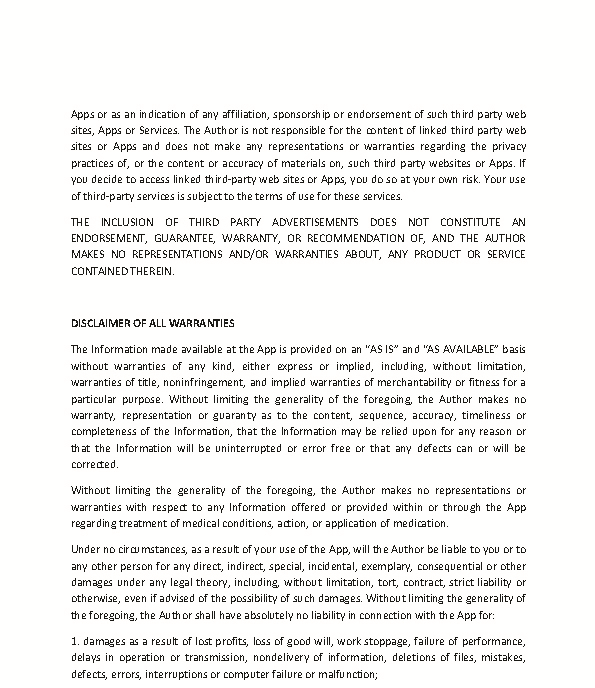 Apps or as an indication of any affiliation, sponsorship or endorsement of such third party web
sites, Apps or Services. The Author is not responsible for the content of linked third party web
sites or Apps and does not make any representations or warranties regarding the privacy
practices of, or the content or accuracy of materials on, such third party websites or Apps. If
you decide to access linked third-party web sites or Apps, you do so at your own risk. Your use
of third-party services is subject to the terms of use for these services.
THE INCLUSION OF THIRD PARTY ADVERTISEMENTS DOES NOT CONSTITUTE AN
ENDORSEMENT, GUARANTEE, WARRANTY, OR RECOMMENDATION OF, AND THE AUTHOR
MAKES NO REPRESENTATIONS AND/OR WARRANTIES ABOUT, ANY PRODUCT OR SERVICE
CONTAINED THEREIN.
DISCLAIMER OF ALL WARRANTIES
The Information made available at the App is provided on an “AS IS” and “AS AVAILABLE” basis
without warranties of any kind, either express or implied, including, without limitation,
warranties of title, noninfringement, and implied warranties of merchantability or fitness for a
particular purpose. Without limiting the generality of the foregoing, the Author makes no
warranty, representation or guaranty as to the content, sequence, accuracy, timeliness or
completeness of the Information, that the Information may be relied upon for any reason or
that the Information will be uninterrupted or error free or that any defects can or will be
corrected.
Without limiting the generality of the foregoing, the Author makes no representations or
warranties with respect to any Information offered or provided within or through the App
regarding treatment of medical conditions, action, or application of medication.
Under no circumstances, as a result of your use of the App, will the Author be liable to you or to
any other person for any direct, indirect, special, incidental, exemplary, consequential or other
damages under any legal theory, including, without limitation, tort, contract, strict liability or
otherwise, even if advised of the possibility of such damages. Without limiting the generality of
the foregoing, the Author shall have absolutely no liability in connection with the App for:
1. damages as a result of lost profits, loss of good will, work stoppage, failure of performance,
delays in operation or transmission, nondelivery of information, deletions of files, mistakes,
defects, errors, interruptions or computer failure or malfunction;